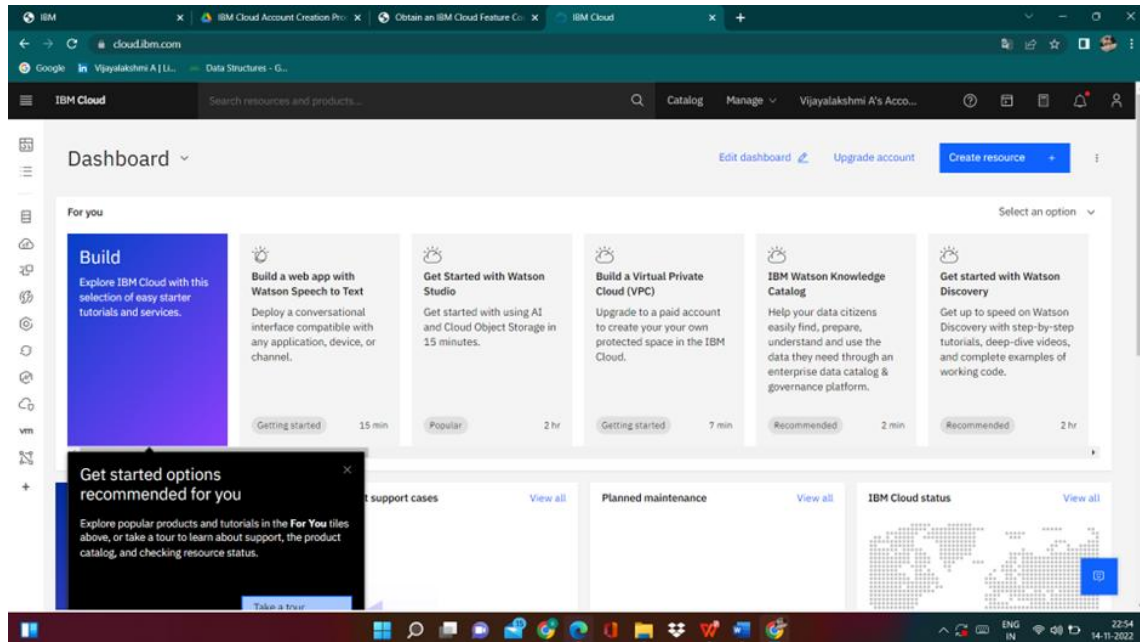 IBM
IBM Cloud Account Creation Pro
Obtain an IBM Cloud Feature Co
IBM Cloud
cloud.ibm.com
Google
Vijayalakshmi A | Li...
Data Structures - G...
IBM Cloud
Search resources and products...
Catalog
Manage
Vijayalakshmi A's Acco...
Dashboard
Edit dashboard
Upgrade account
Create resource +
For you
Select an option
Build
Explore IBM Cloud with this
selection of easy starter
tutorials and services.
Build a web app with
Watson Speech to Text
Deploy a conversational
interface compatible with
any application, device, or
channel.
Getting started 15 min
Get Started with Watson
Studio
Get started with using AI
and Cloud Object Storage in
15 minutes.
Popular 2 hr
Build a Virtual Private
Cloud (VPC)
Upgrade to a paid account
to create your your own
protected space in the IBM
Cloud.
Getting started 7 min
IBM Watson Knowledge
Catalog
Help your data citizens
easily find, prepare,
understand and use the
data they need through an
enterprise data catalog &
governance platform.
Recommended 2 min
Get started with Watson
Discovery
Get up to speed on Watson
Discovery with step-by-step
tutorials, deep-dive videos,
and complete examples of
working code.
Recommended 2 hr
vm
Get started options
recommended for you
Explore popular products and tutorials in the For You tiles
above, or take a tour to learn about support, the product
catalog, and checking resource status.
Take a tour
t support cases
View all
Planned maintenance
View all
IBM Cloud status
View all
ENG
IN
22:54
14-11-2022